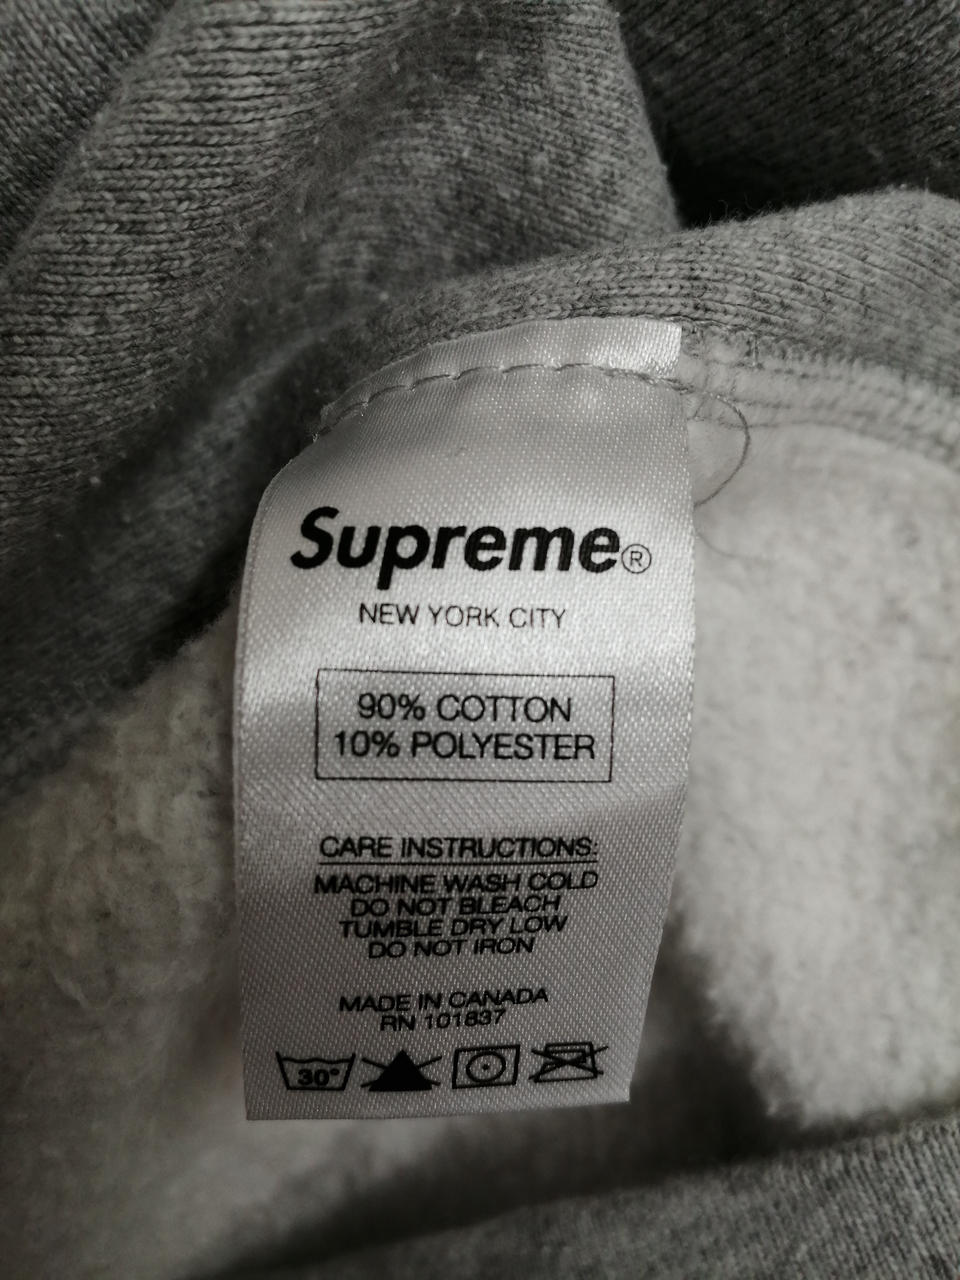 Supreme®
NEW YORK CITY
90% COTTON
10% POLYESTER
CARE INSTRUCTIONS:
MACHINE WASH COLD
DO NOT BLEACH
TUMBLE DRY LOW
DO NOT IRON
MADE IN CANADA
RN 101837
30°